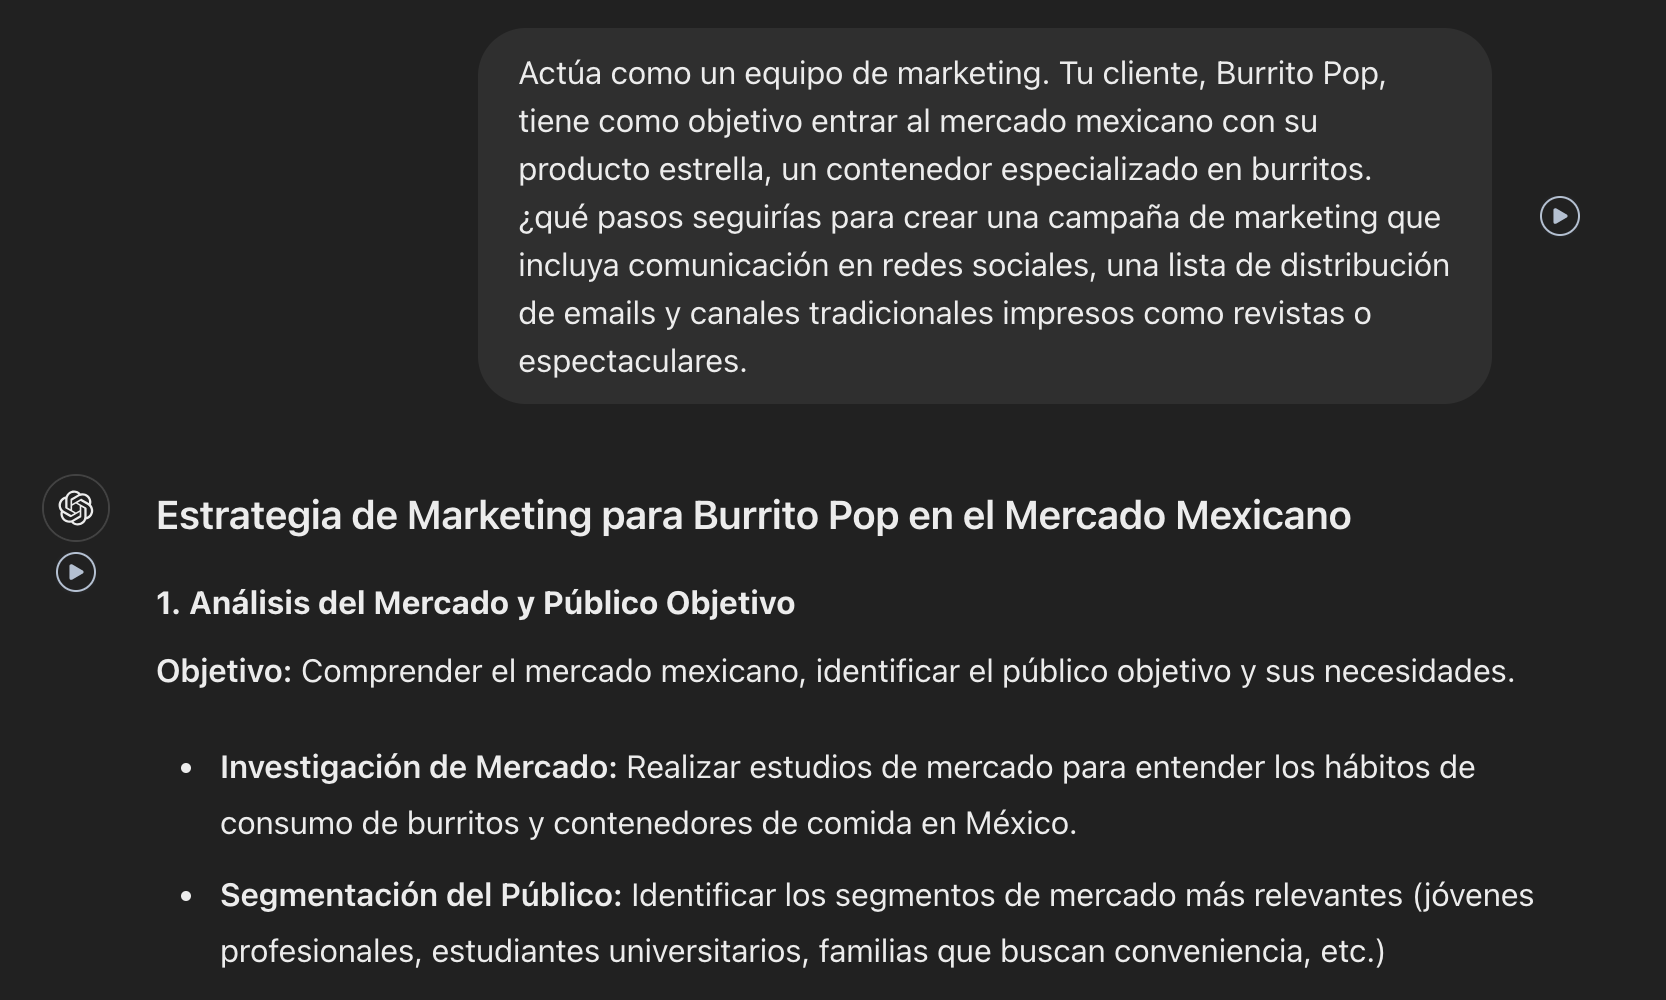 Actúa como un equipo de marketing. Tu cliente, Burrito Pop,
tiene como objetivo entrar al mercado mexicano con su
producto estrella, un contenedor especializado en burritos.
¿qué pasos seguirías para crear una campaña de marketing que
incluya comunicación en redes sociales, una lista de distribución
de emails y canales tradicionales impresos como revistas o
espectaculares.
Estrategia de Marketing para Burrito Pop en el Mercado Mexicano
1. Análisis del Mercado y Público Objetivo
Objetivo: Comprender el mercado mexicano, identificar el público objetivo y sus necesidades.
• Investigación de Mercado: Realizar estudios de mercado para entender los hábitos de
consumo de burritos y contenedores de comida en México.
• Segmentación del Público: Identificar los segmentos de mercado más relevantes (jóvenes
profesionales, estudiantes universitarios, familias que buscan conveniencia, etc.)